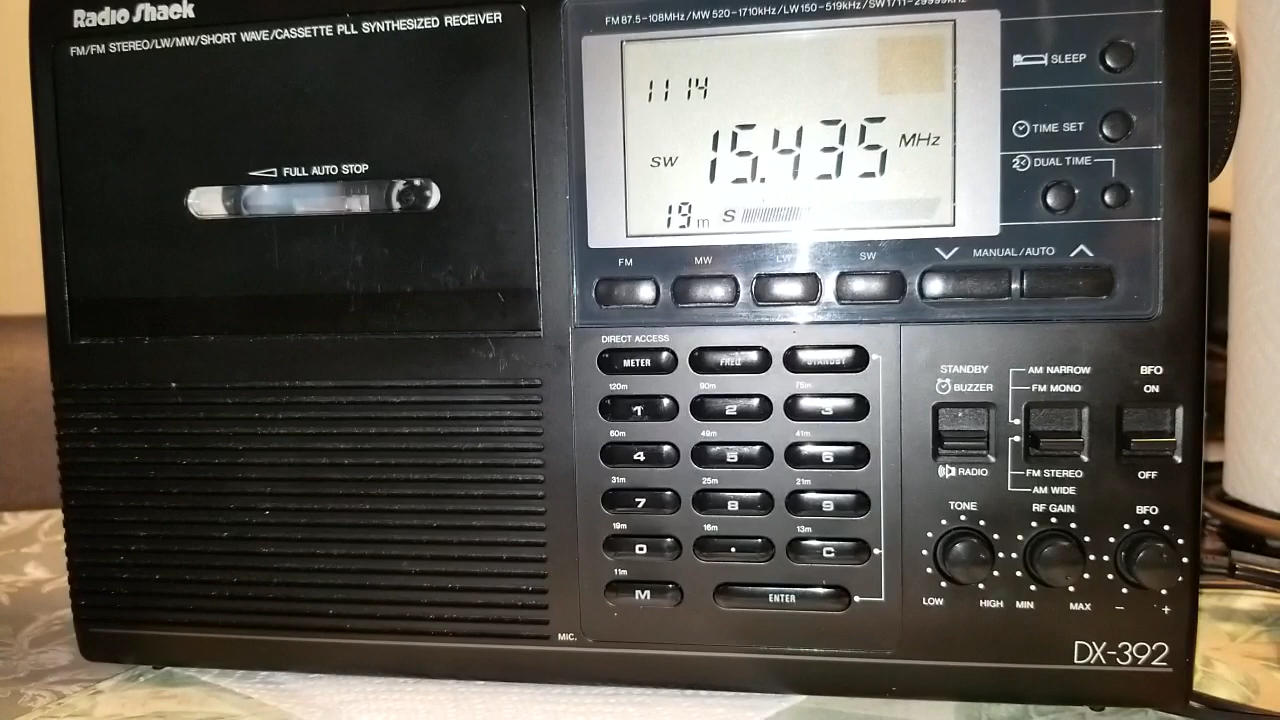 Radio Shack
FM/FM STEREO/LW/MW/SHORT WAVE/CASSETTE PLL SYNTHESIZED RECEIVER
FULL AUTO STOP
FM 87.5-108MHz/MW 520-1710kHz/LW 150-519kHz/SW 1711-29999kHz
11 14
SW 15.435 MHz
19 m S
SLEEP
TIME SET
2 DUAL TIME
FM MW LW SW MANUAL/AUTO
DIRECT ACCESS
METER FREQ STANDBY
120m 90m 75m
1 2 3
60m 49m 41m
4 5 6
31m 25m 21m
7 8 9
19m 16m 13m
0 . C
11m
M ENTER
MIC.
STANDBY
BUZZER
RADIO
AM NARROW
FM MONO
FM STEREO
AM WIDE
BFO
ON
OFF
TONE
LOW HIGH
RF GAIN
MIN MAX
BFO
− +
DX-392